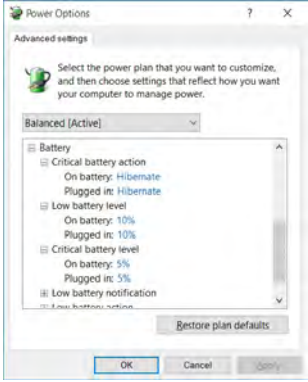 Power Options
Advanced settings
Select the power plan that you want to customize,
and then choose settings that reflect how you want
your computer to manage power.
Balanced [Active]
Battery
Critical battery action
On battery: Hibernate
Plugged in: Hibernate
Low battery level
On battery: 10%
Plugged in: 10%
Critical battery level
On battery: 5%
Plugged in: 5%
Low battery notification
Low battery action
Restore plan defaults
OK
Cancel
Apply